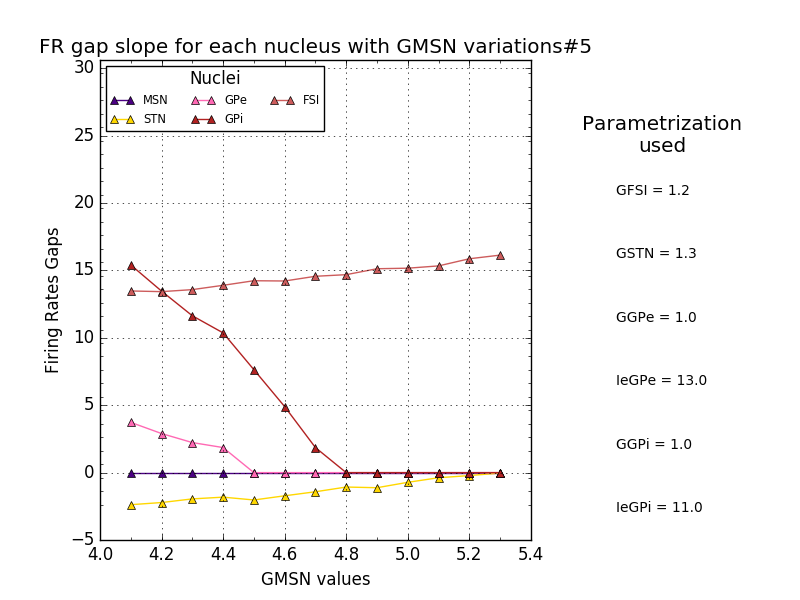 FR gap slope for each nucleus with GMSN variations#5
Nuclei
MSN GPe FSI
STN GPi
30
25
20
15
10
5
0
−5
Firing Rates Gaps
4.0 4.2 4.4 4.6 4.8 5.0 5.2 5.4
GMSN values
Parametrization
used
GFSI = 1.2
GSTN = 1.3
GGPe = 1.0
IeGPe = 13.0
GGPi = 1.0
IeGPi = 11.0